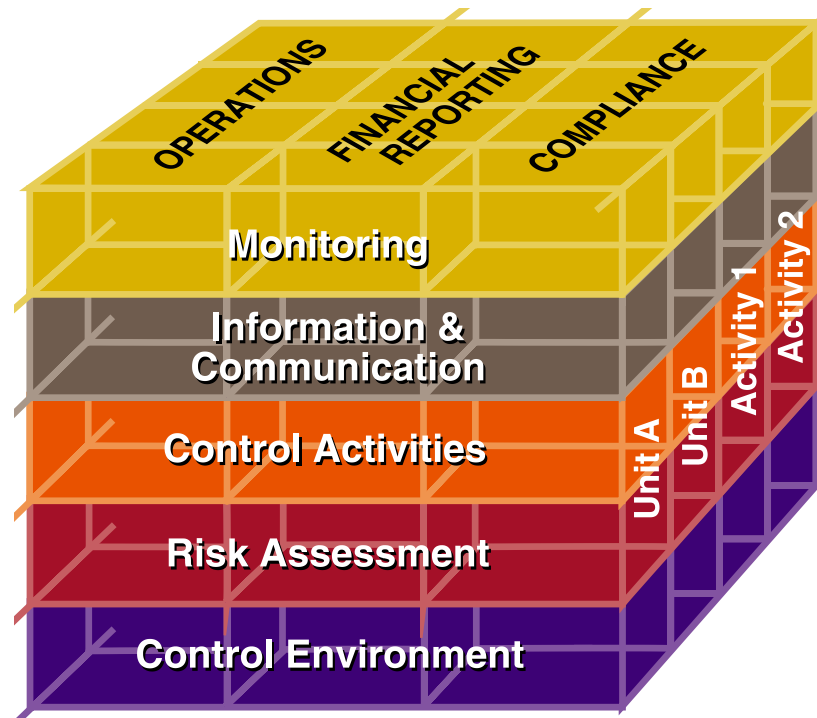 OPERATIONS
FINANCIAL
REPORTING
COMPLIANCE
Monitoring
Information &
Communication
Control Activities
Risk Assessment
Control Environment
Unit A
Unit B
Activity 1
Activity 2